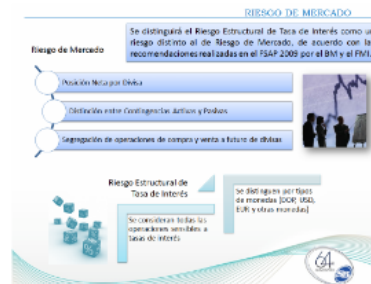 RIESGO DE MERCADO
Se distinguirá el Riesgo Estructural de Tasa de Interés como u
riesgo distinto al de Riesgo de Mercado, de acuerdo con la
recomendaciones realizadas en el FSAP 2009 por el BM y el FMI.
Riesgo de Mercado
Posición Neta por Divisa
Distinción entre Contingencias Activas y Pasivas
Segregación de operaciones de compra y venta a futuro de divisas
Riesgo Estructural de
Tasa de Interés
Se distinguen por tipos
de monedas (DOP, USD,
EUR y otras monedas)
Se consideran todas las
operaciones sensibles a
tasas de interés
64